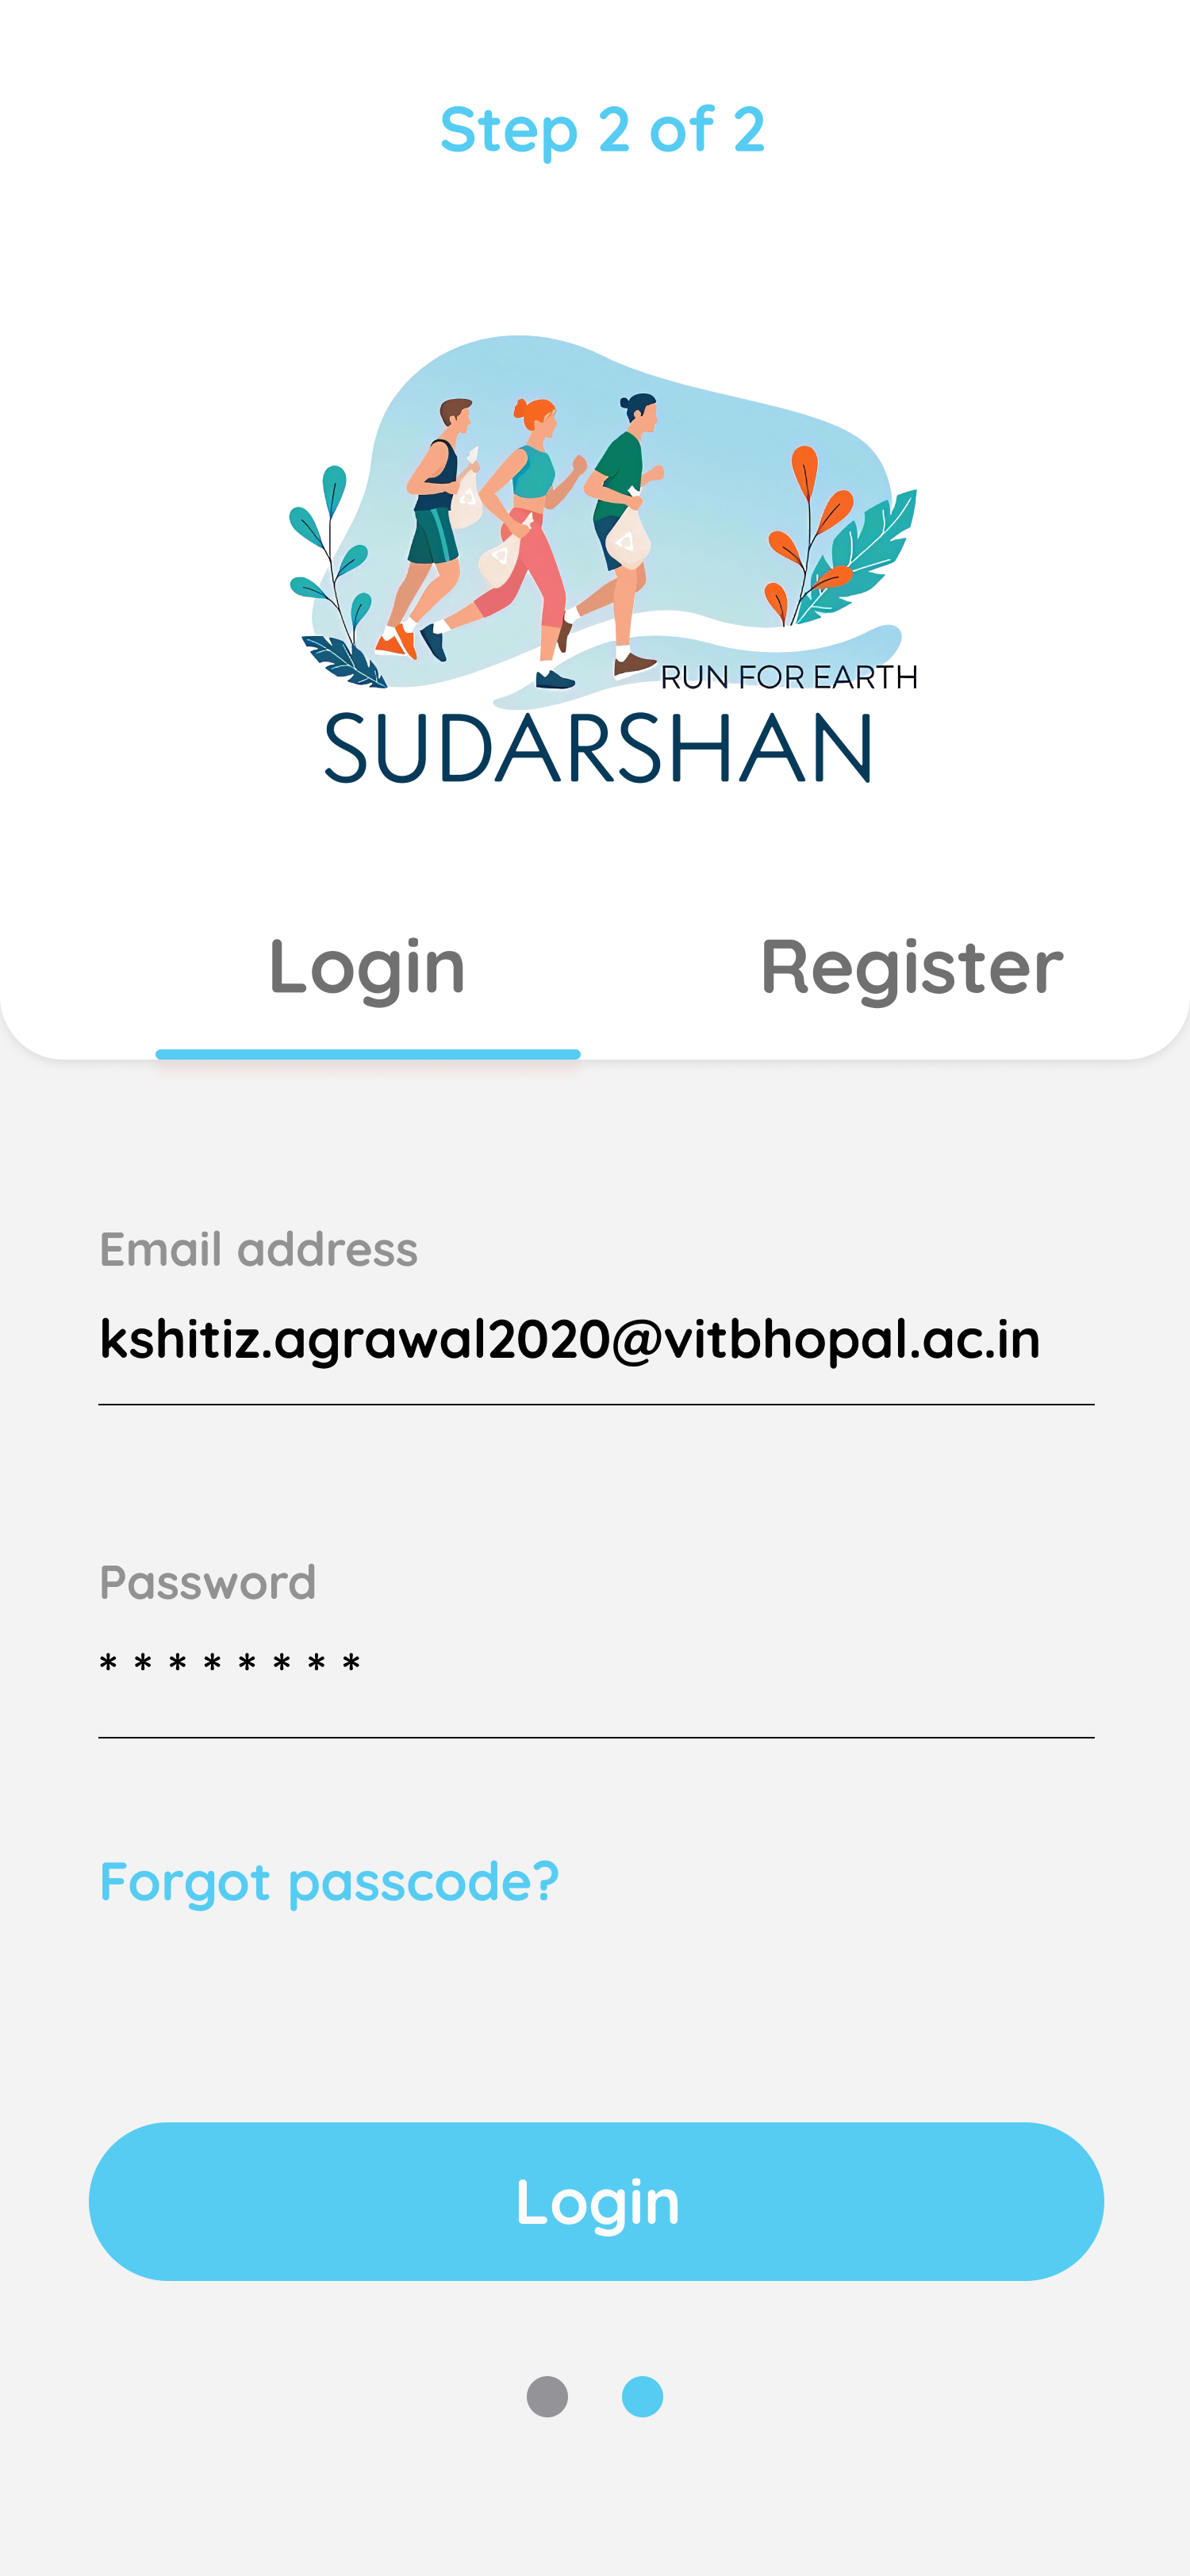 Step 2 of 2
RUN FOR EARTH
SUDARSHAN
Login Register
Email address
kshitiz.agrawal2020@vitbhopal.ac.in
Password
* * * * * * * *
Forgot passcode?
Login